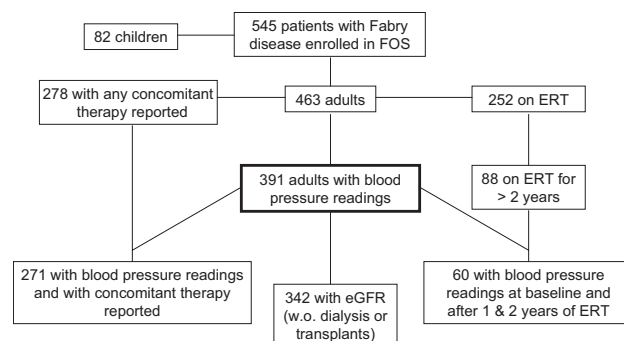 545 patients with Fabry
disease enrolled in FOS
82 children
278 with any concomitant
therapy reported
463 adults
252 on ERT
391 adults with blood
pressure readings
88 on ERT for
> 2 years
271 with blood pressure readings
and with concomitant therapy
reported
342 with eGFR
(w.o. dialysis or
transplants)
60 with blood pressure
readings at baseline and
after 1 & 2 years of ERT